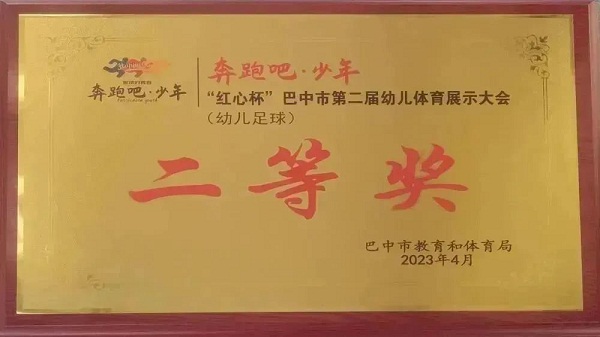 奔跑吧·少年
奔跑吧·少年
“红心杯”巴中市第二届幼儿体育展示大会
（幼儿足球）
二等奖
巴中市教育和体育局
2023年4月